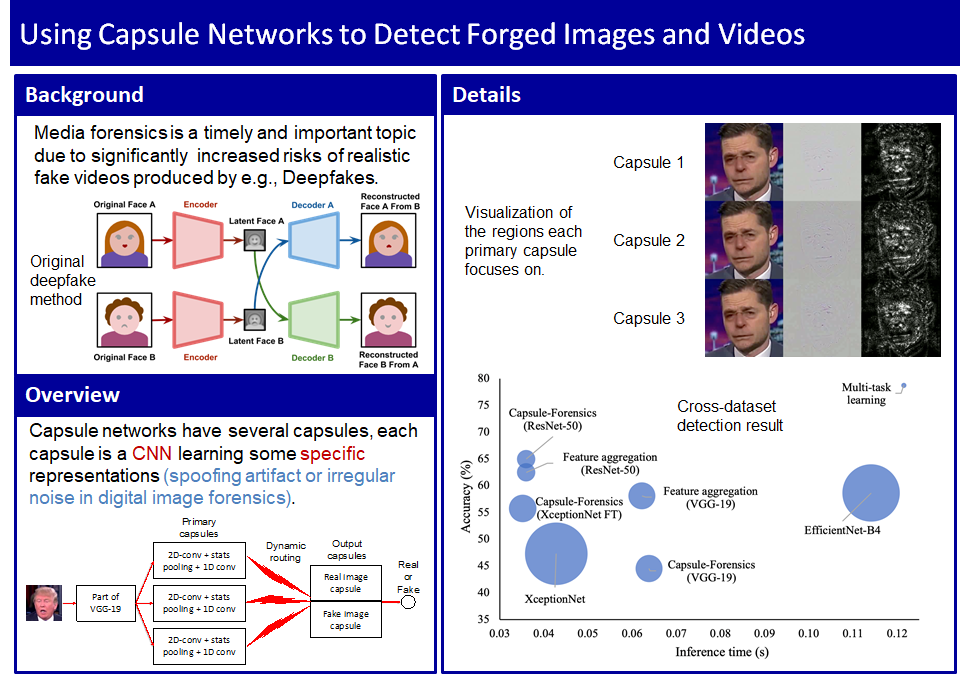 Using Capsule Networks to Detect Forged Images and Videos
Background
Media forensics is a timely and important topic
due to significantly increased risks of realistic
fake videos produced by e.g., Deepfakes.
Original Face A
Encoder
Latent Face A
Decoder A
Reconstructed
Face A From B
Original
deepfake
method
Original Face B
Encoder
Latent Face B
Decoder B
Reconstructed
Face B From A
Overview
Capsule networks have several capsules, each
capsule is a CNN learning some specific
representations (spoofing artifact or irregular
noise in digital image forensics).
Primary
capsules
Dynamic
routing
Output
capsules
Real
or
Fake
Part of
VGG-19
2D-conv + stats
pooling + 1D conv
2D-conv + stats
pooling + 1D conv
2D-conv + stats
pooling + 1D conv
Real image
capsule
Fake image
capsule
Details
Visualization of
the regions each
primary capsule
focuses on.
Capsule 1
Capsule 2
Capsule 3
Cross-dataset
detection result
Accuracy (%)
80
75
70
65
60
55
50
45
40
35
Multi-task
learning
Capsule-Forensics
(ResNet-50)
Feature aggregation
(ResNet-50)
Feature aggregation
(VGG-19)
Capsule-Forensics
(XceptionNet FT)
EfficientNet-B4
Capsule-Forensics
(VGG-19)
XceptionNet
0.03 0.04 0.05 0.06 0.07 0.08 0.09 0.10 0.11 0.12
Inference time (s)